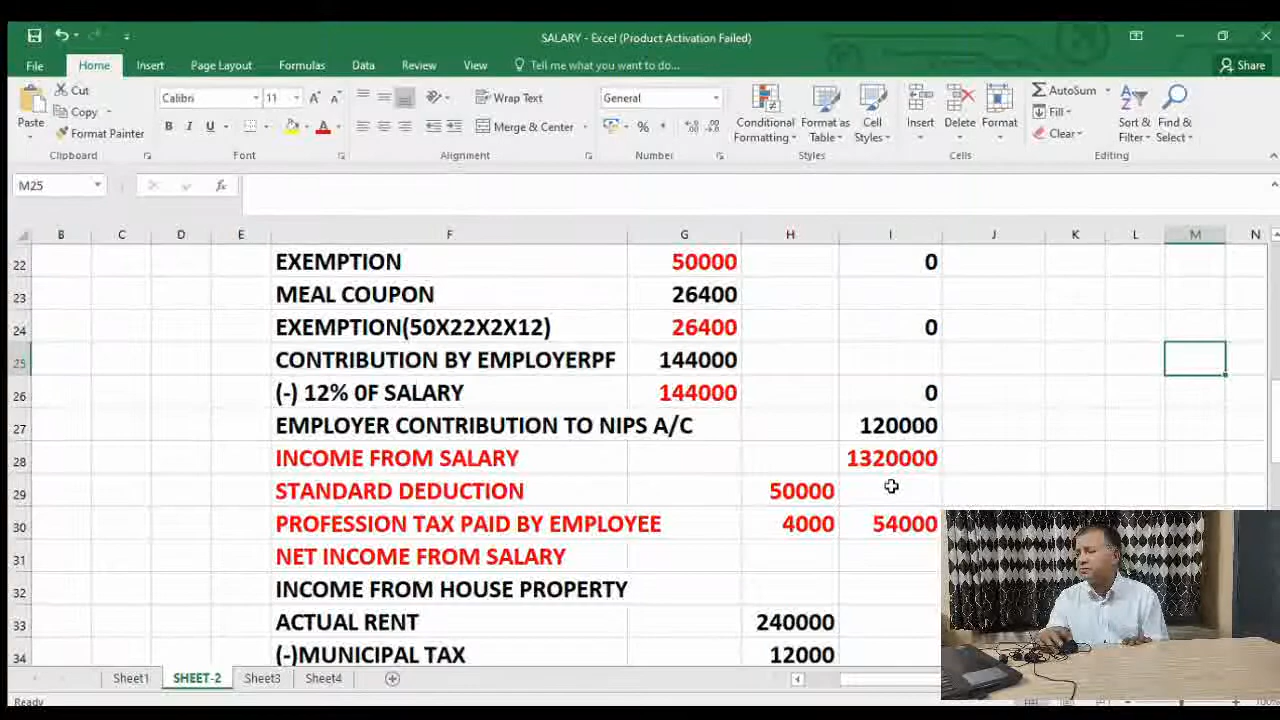 SALARY - Excel (Product Activation Failed)
File Home Insert Page Layout Formulas Data Review View Tell me what you want to do... Share
Paste Cut Copy Format Painter Clipboard
Calibri 11 B I U A Font
Wrap Text Merge & Center Alignment
General % Number
Conditional Formatting Format as Table Cell Styles Styles
Insert Delete Format Cells
AutoSum Fill Clear Sort & Filter Find & Select Editing
M25 fx
B C D E F G H I J K L M N
22 EXEMPTION 50000 0
23 MEAL COUPON 26400
24 EXEMPTION(50X22X2X12) 26400 0
25 CONTRIBUTION BY EMPLOYERPF 144000
26 (-) 12% 0F SALARY 144000 0
27 EMPLOYER CONTRIBUTION TO NIPS A/C 120000
28 INCOME FROM SALARY 1320000
29 STANDARD DEDUCTION 50000
30 PROFESSION TAX PAID BY EMPLOYEE 4000 54000
31 NET INCOME FROM SALARY
32 INCOME FROM HOUSE PROPERTY
33 ACTUAL RENT 240000
34 (-)MUNICIPAL TAX 12000
Sheet1 SHEET-2 Sheet3 Sheet4
Ready